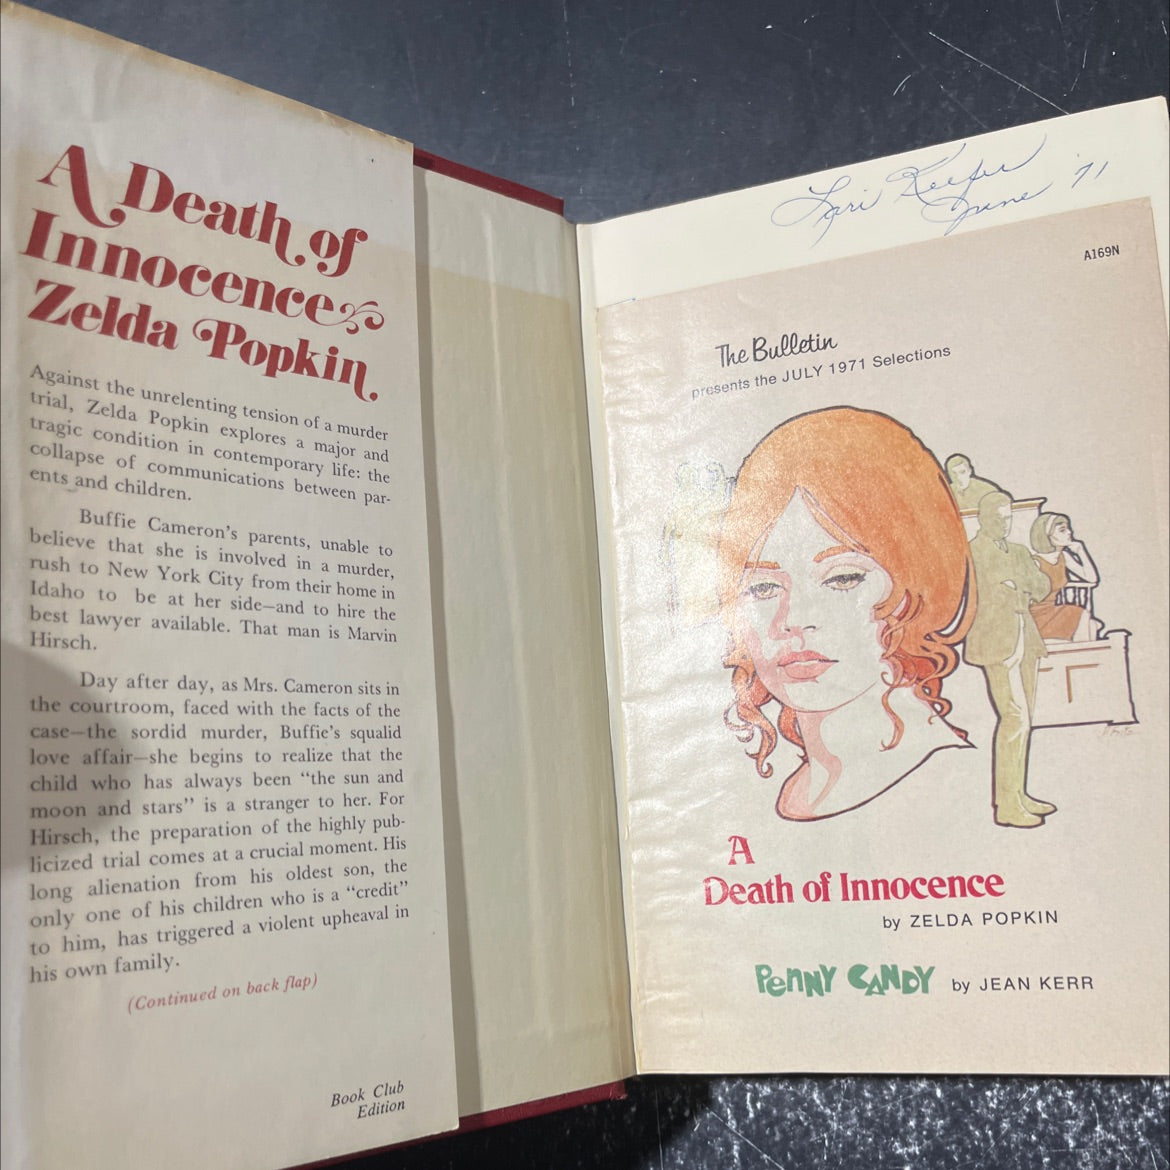 A Death of
Innocence
Zelda Popkin
Against the unrelenting tension of a murder
trial, Zelda Popkin explores a major and
tragic condition in contemporary life: the
collapse of communications between par-
ents and children.
Buffie Cameron's parents, unable to
believe that she is involved in a murder,
rush to New York City from their home in
Idaho to be at her side—and to hire the
best lawyer available. That man is Marvin
Hirsch.
Day after day, as Mrs. Cameron sits in
the courtroom, faced with the facts of the
case—the sordid murder, Buffie's squalid
love affair—she begins to realize that the
child who has always been “the sun and
moon and stars” is a stranger to her. For
Hirsch, the preparation of the highly pub-
licized trial comes at a crucial moment. His
long alienation from his oldest son, the
only one of his children who is a “credit”
to him, has triggered a violent upheaval in
his own family.
(Continued on back flap)
Book Club
Edition
Lari Keefer
June '71
A169N
The Bulletin
presents the JULY 1971 Selections
A
Death of Innocence
by ZELDA POPKIN
PENNY CANDY by JEAN KERR